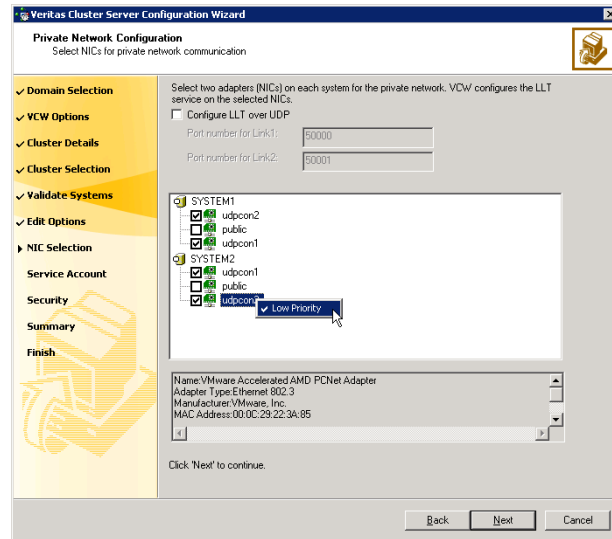 Veritas Cluster Server Configuration Wizard
Private Network Configuration
Select NICs for private network communication
Domain Selection
VCW Options
Cluster Details
Cluster Selection
Validate Systems
Edit Options
NIC Selection
Service Account
Security
Summary
Finish
Select two adapters (NICs) on each system for the private network. VCW configures the LLT
service on the selected NICs.
Configure LLT over UDP
Port number for Link1:
50000
Port number for Link2:
50001
SYSTEM1
udpcon2
public
udpcon1
SYSTEM2
udpcon1
public
Low Priority
Name:VMware Accelerated AMD PCNet Adapter
Adapter Type:Ethernet 802.3
Manufacturer:VMware, Inc.
MAC Address:00:0C:29:22:3A:85
Click 'Next' to continue.
Back
Next
Cancel